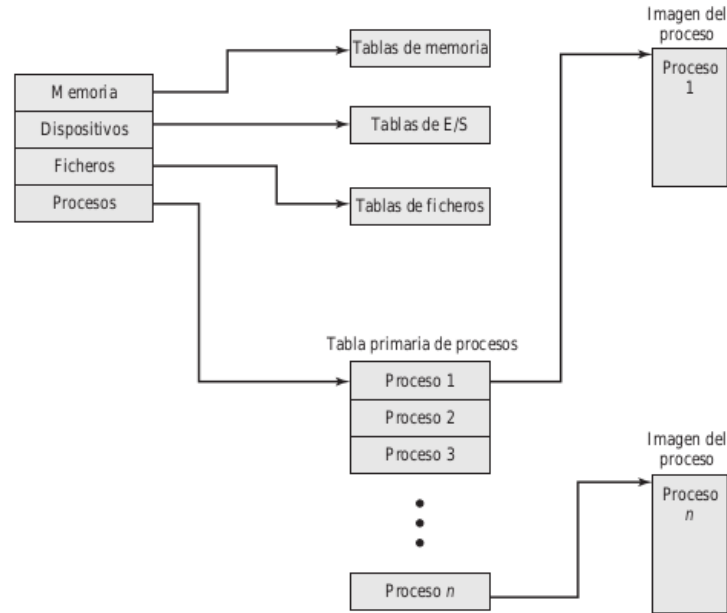 Imagen del
proceso
Proceso
1
Tablas de memoria
Memoria
Dispositivos
Ficheros
Procesos
Tablas de E/S
Tablas de ficheros
Tabla primaria de procesos
Proceso 1
Proceso 2
Proceso 3
Proceso n
Imagen del
proceso
Proceso
n